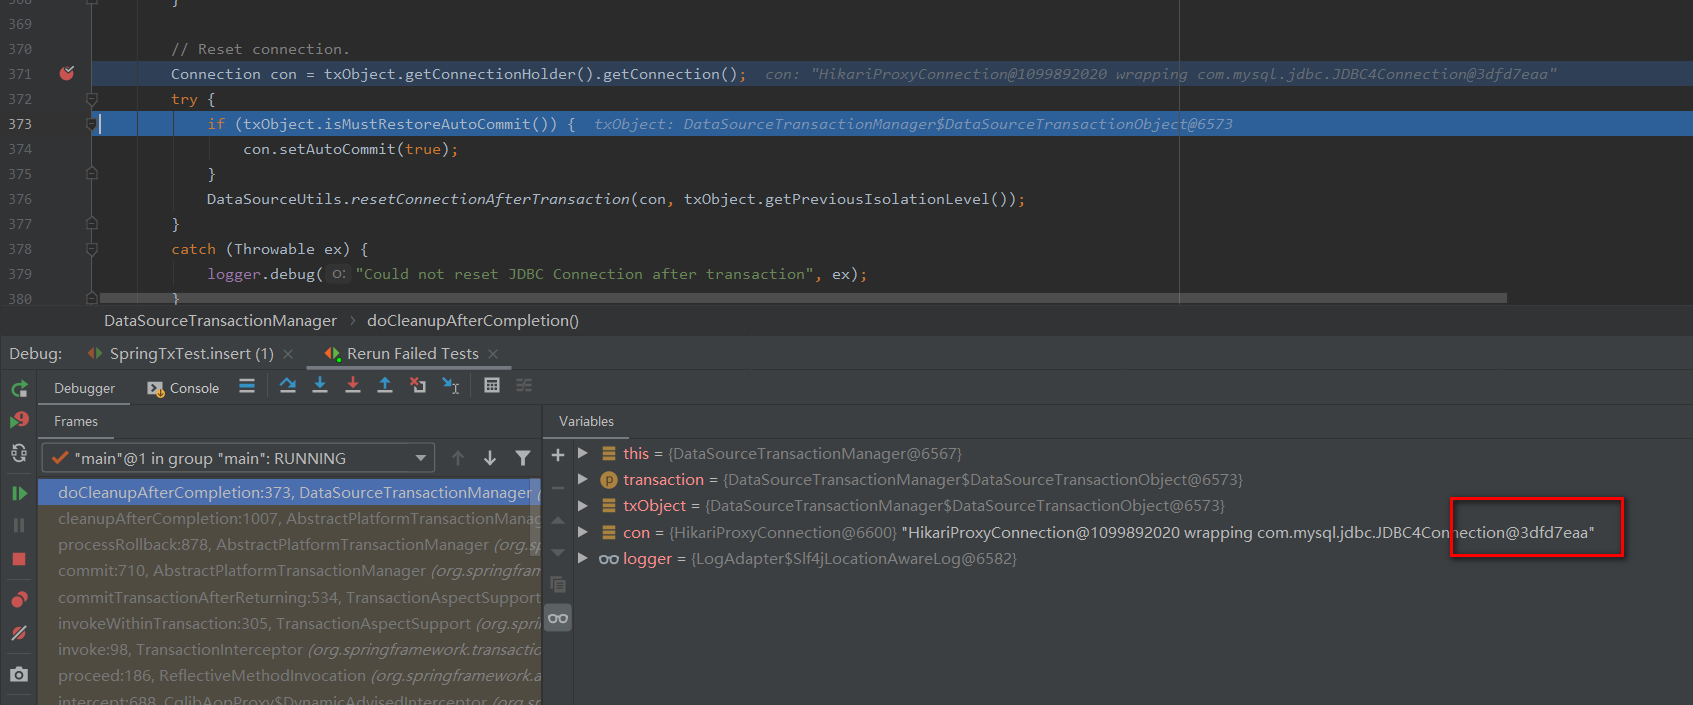 368 }
369
370 // Reset connection.
371 Connection con = txObject.getConnectionHolder().getConnection(); con: "HikariProxyConnection@1099892020 wrapping com.mysql.jdbc.JDBC4Connection@3dfd7eaa"
372 try {
373 if (txObject.isMustRestoreAutoCommit()) { txObject: DataSourceTransactionManager$DataSourceTransactionObject@6573
374 con.setAutoCommit(true);
375 }
376 DataSourceUtils.resetConnectionAfterTransaction(con, txObject.getPreviousIsolationLevel());
377 }
378 catch (Throwable ex) {
379 logger.debug( o: "Could not reset JDBC Connection after transaction", ex);
380 }
DataSourceTransactionManager › doCleanupAfterCompletion()
Debug: SpringTxTest.insert (1) × Rerun Failed Tests ×
Debugger Console
Frames
Variables
"main"@1 in group "main": RUNNING
doCleanupAfterCompletion:373, DataSourceTransactionManager (
cleanupAfterCompletion:1007, AbstractPlatformTransactionManag
processRollback:878, AbstractPlatformTransactionManager (org.sp
commit:710, AbstractPlatformTransactionManager (org.springfram
commitTransactionAfterReturning:534, TransactionAspectSupport
invokeWithinTransaction:305, TransactionAspectSupport (org.spri
invoke:98, TransactionInterceptor (org.springframework.transactio
proceed:186, ReflectiveMethodInvocation (org.springframework.a
intercept:688, CglibAopProxy$DynamicAdvisedInterceptor (org.s
this = {DataSourceTransactionManager@6567}
p transaction = {DataSourceTransactionManager$DataSourceTransactionObject@6573}
txObject = {DataSourceTransactionManager$DataSourceTransactionObject@6573}
con = {HikariProxyConnection@6600} "HikariProxyConnection@1099892020 wrapping com.mysql.jdbc.JDBC4Connection@3dfd7eaa"
logger = {LogAdapter$Slf4jLocationAwareLog@6582}